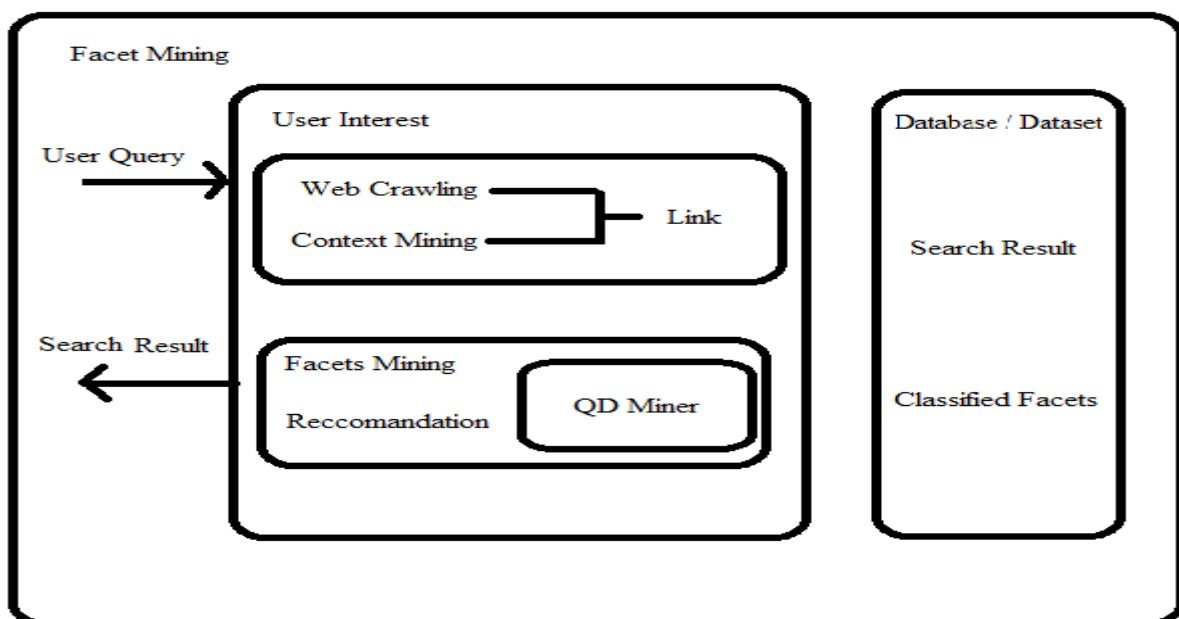 Facet Mining
User Interest
User Query
Web Crawling
Context Mining
Link
Search Result
Facets Mining
Reccomandation
QD Miner
Database / Dataset
Search Result
Classified Facets